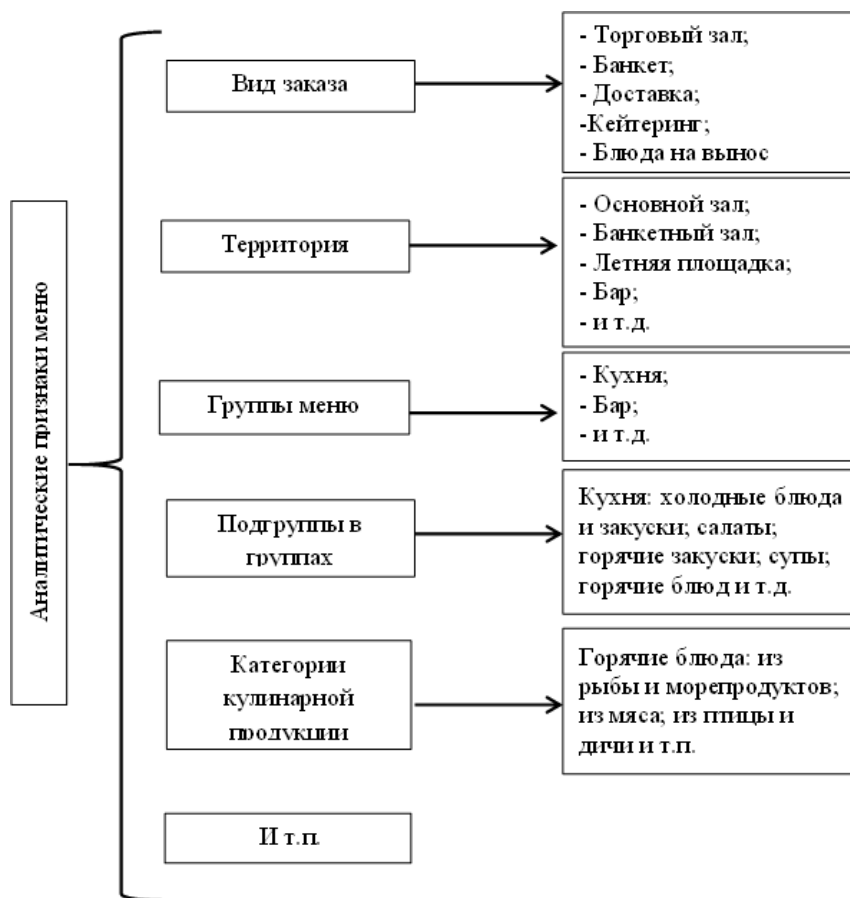 Аналитические признаки меню
Вид заказа
- Торговый зал;
- Банкет;
- Доставка;
-Кейтеринг;
- Блюда на вынос
Территория
- Основной зал;
- Банкетный зал;
- Летняя площадка;
- Бар;
- и т.д.
Группы меню
- Кухня;
- Бар;
- и т.д.
Подгруппы в
группах
Кухня: холодные блюда
и закуски; салаты;
горячие закуски; супы;
горячие блюд и т.д.
Категории
кулинарной
продукции
Горячие блюда: из
рыбы и морепродуктов;
из мяса; из птицы и
дичи и т.п.
И т.п.